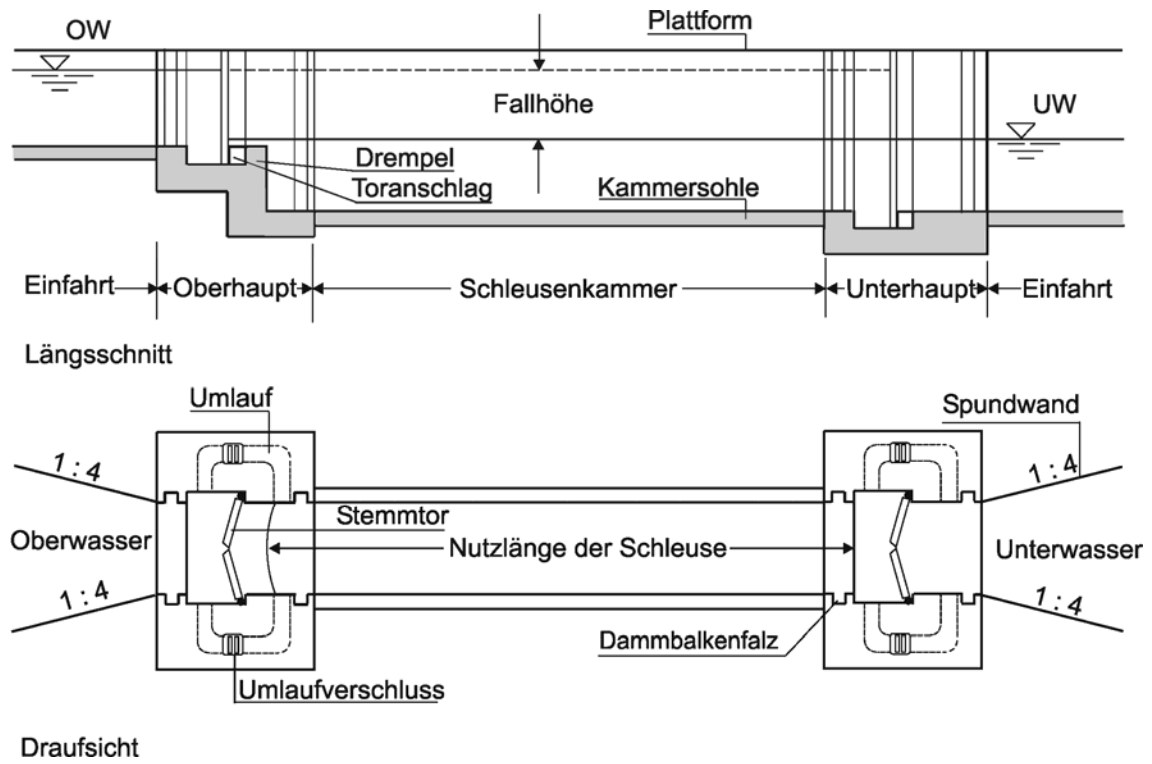 OW
Plattform
Fallhöhe
UW
Drempel
Toranschlag
Kammersohle
Einfahrt
Oberhaupt
Schleusenkammer
Unterhaupt
Einfahrt
Längsschnitt
Umlauf
Spundwand
1 : 4
1 : 4
Stemmtor
Oberwasser
Nutzlänge der Schleuse
Unterwasser
1 : 4
1 : 4
Dammbalkenfalz
Umlaufverschluss
Draufsicht